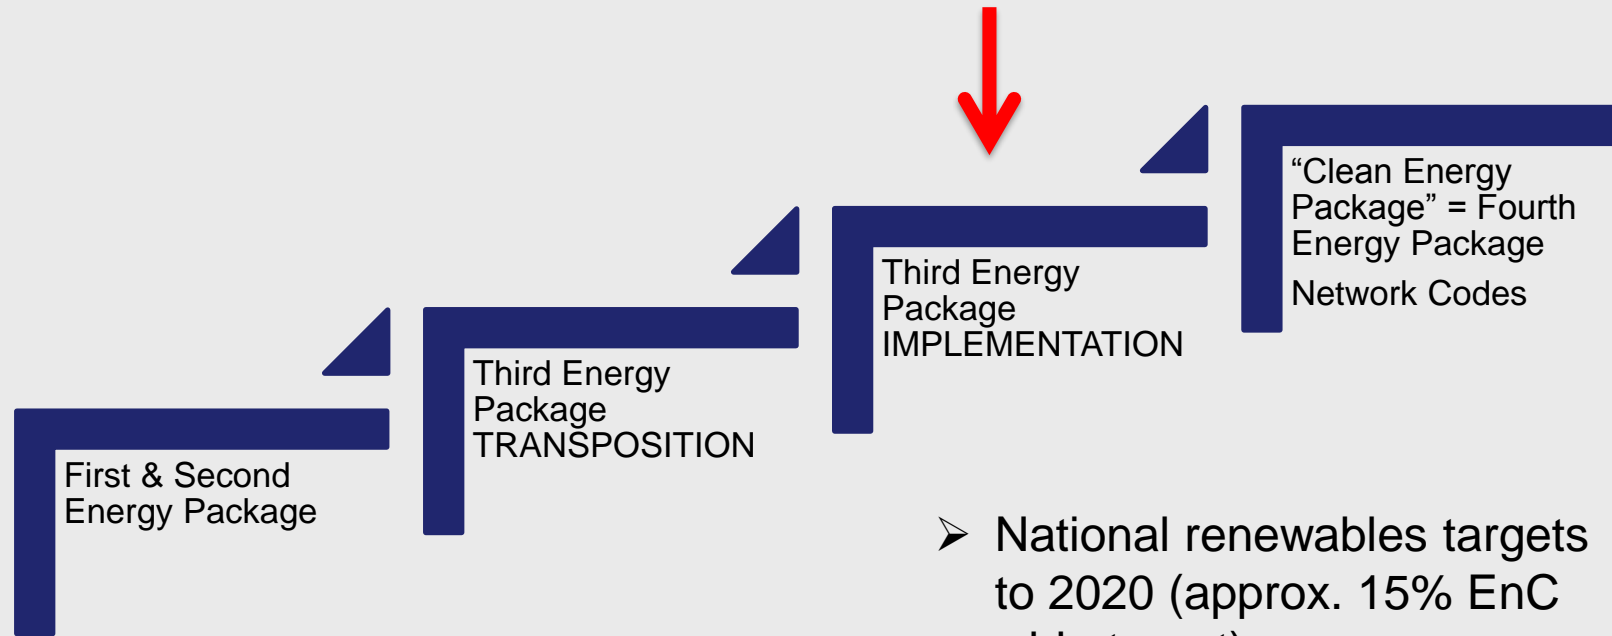 First & Second
Energy Package
Third Energy
Package
TRANSPOSITION
Third Energy
Package
IMPLEMENTATION
“Clean Energy
Package” = Fourth
Energy Package
Network Codes
➢ National renewables targets
to 2020 (approx. 15% EnC